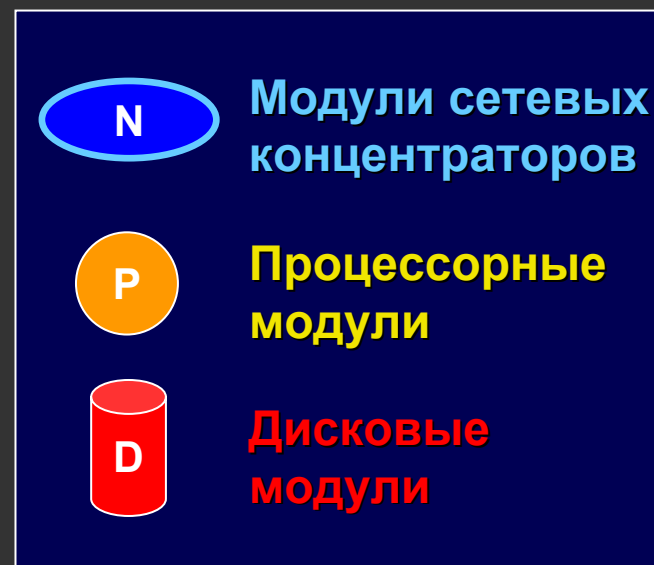 N
Модули сетевых
концентраторов
P
Процессорные
модули
D
Дисковые
модули